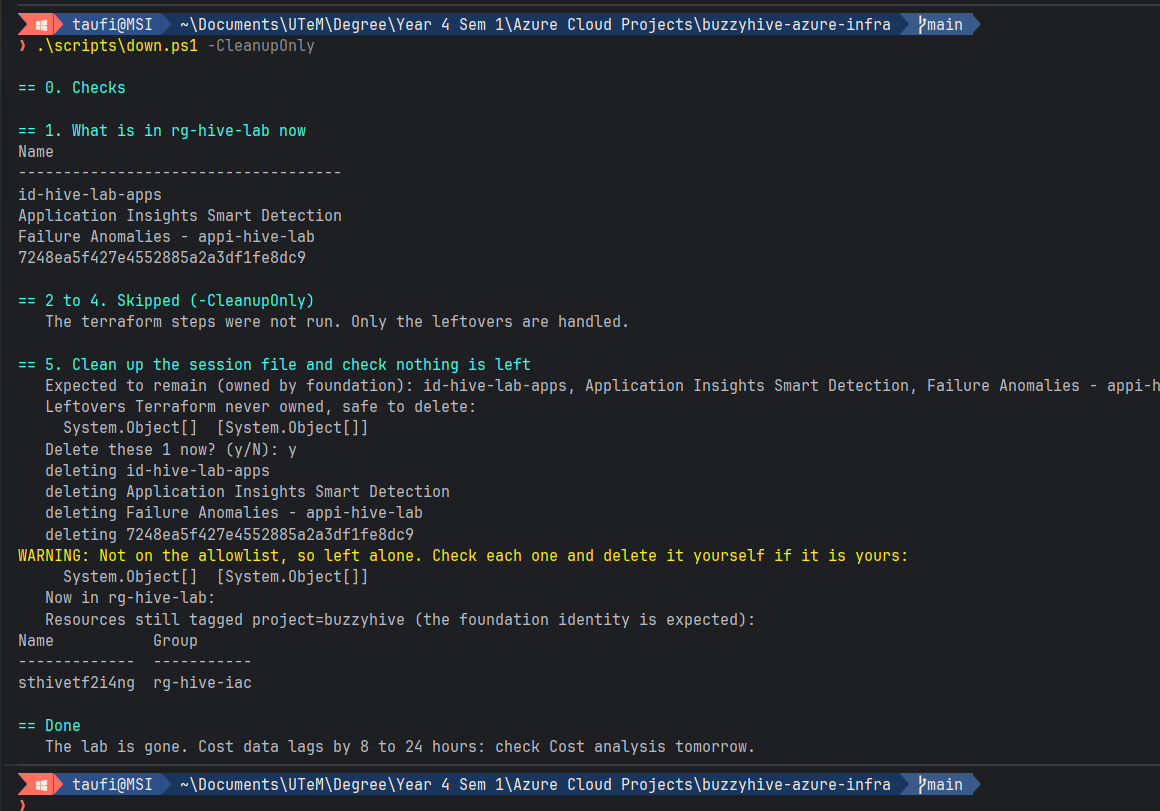 taufi@MSI ~\Documents\UTeM\Degree\Year 4 Sem 1\Azure Cloud Projects\buzzyhive-azure-infra main
❯ .\scripts\down.ps1 -CleanupOnly
== 0. Checks
== 1. What is in rg-hive-lab now
Name
------------------------------------
id-hive-lab-apps
Application Insights Smart Detection
Failure Anomalies - appi-hive-lab
7248ea5f427e4552885a2a3df1fe8dc9
== 2 to 4. Skipped (-CleanupOnly)
The terraform steps were not run. Only the leftovers are handled.
== 5. Clean up the session file and check nothing is left
Expected to remain (owned by foundation): id-hive-lab-apps, Application Insights Smart Detection, Failure Anomalies - appi-h
Leftovers Terraform never owned, safe to delete:
System.Object[]  [System.Object[]]
Delete these 1 now? (y/N): y
deleting id-hive-lab-apps
deleting Application Insights Smart Detection
deleting Failure Anomalies - appi-hive-lab
deleting 7248ea5f427e4552885a2a3df1fe8dc9
WARNING: Not on the allowlist, so left alone. Check each one and delete it yourself if it is yours:
System.Object[]  [System.Object[]]
Now in rg-hive-lab:
Resources still tagged project=buzzyhive (the foundation identity is expected):
Name           Group
-------------  -----------
sthivetf2i4ng  rg-hive-iac
== Done
The lab is gone. Cost data lags by 8 to 24 hours: check Cost analysis tomorrow.
taufi@MSI ~\Documents\UTeM\Degree\Year 4 Sem 1\Azure Cloud Projects\buzzyhive-azure-infra main
❯